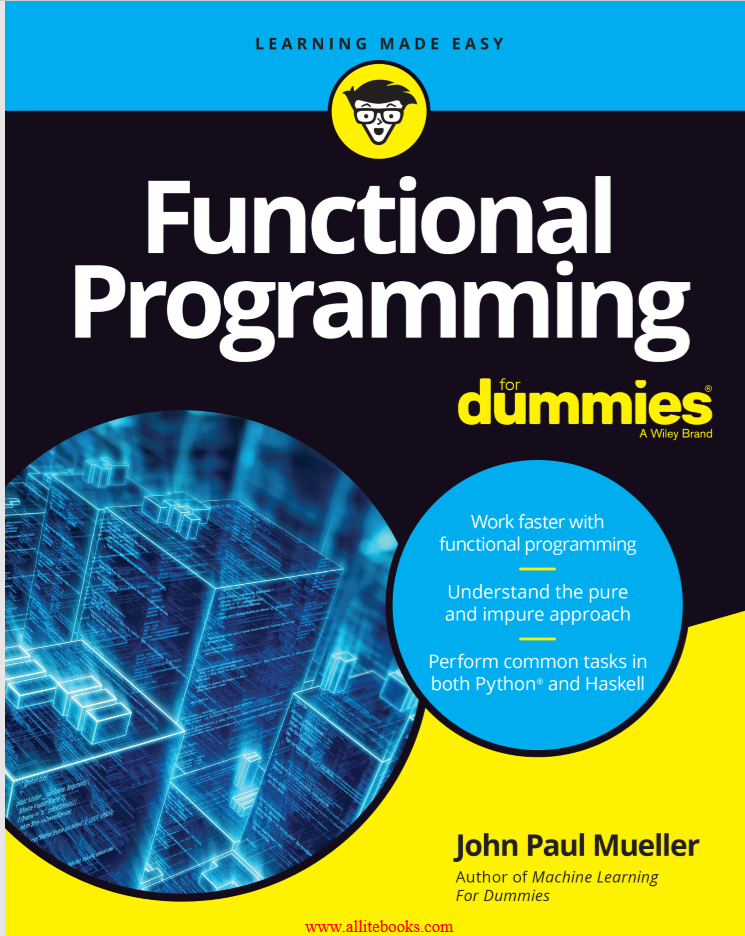 LEARNING MADE EASY
Functional
Programming
for
dummies®
A Wiley Brand
Work faster with
functional programming
Understand the pure
and impure approach
Perform common tasks in
both Python® and Haskell
John Paul Mueller
Author of Machine Learning
For Dummies
www.allitebooks.com